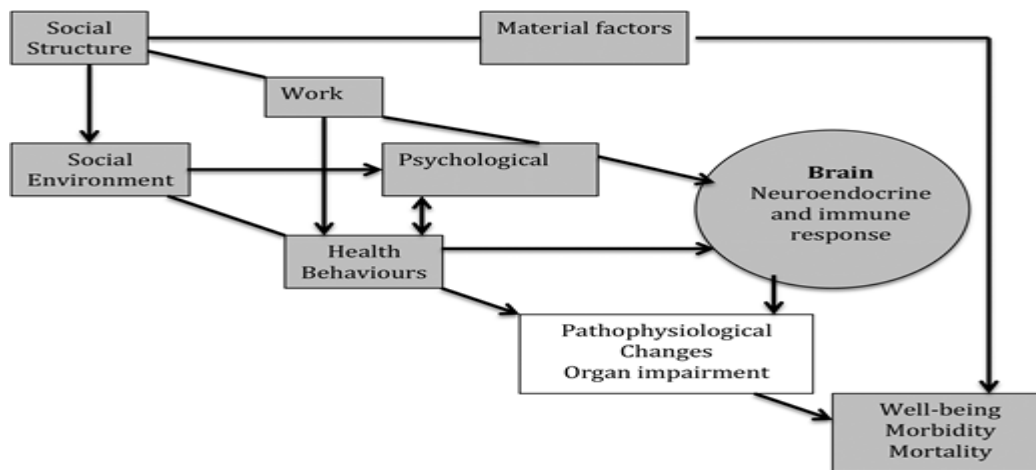 Social
Structure
Material factors
Work
Social
Environment
Psychological
Brain
Neuroendocrine
and immune
response
Health
Behaviours
Pathophysiological
Changes
Organ impairment
Well-being
Morbidity
Mortality